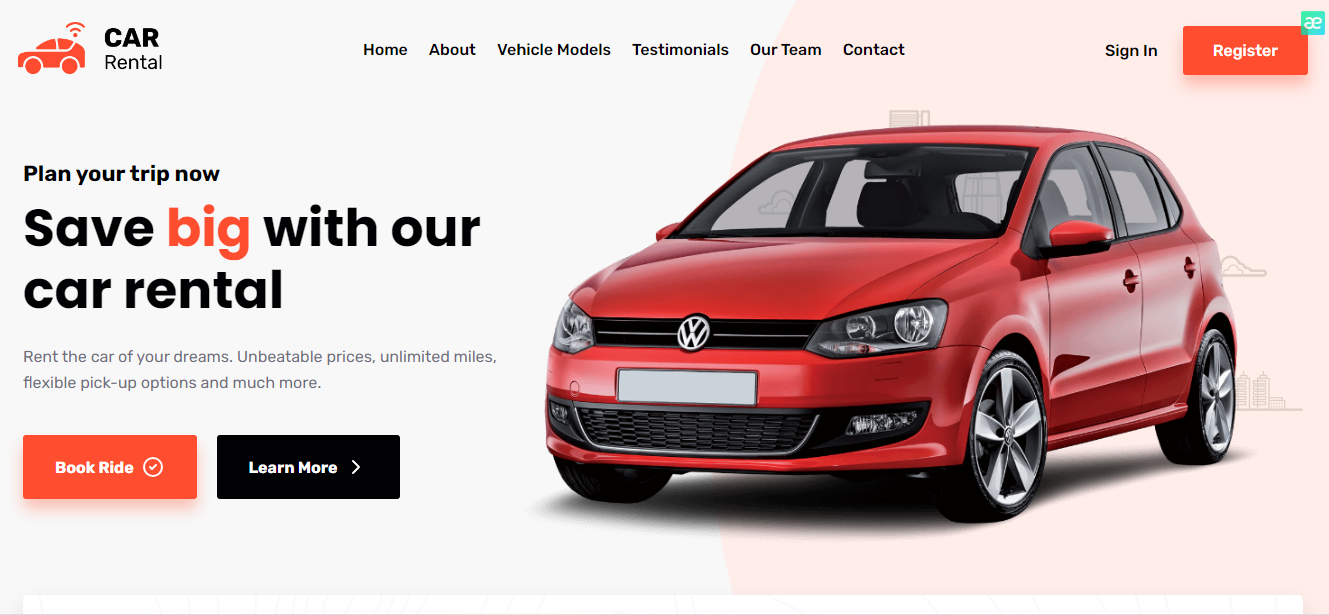 CAR
Rental
Home About Vehicle Models Testimonials Our Team Contact
Sign In
Register
æ
Plan your trip now
Save big with our
car rental
Rent the car of your dreams. Unbeatable prices, unlimited miles,
flexible pick-up options and much more.
Book Ride
Learn More